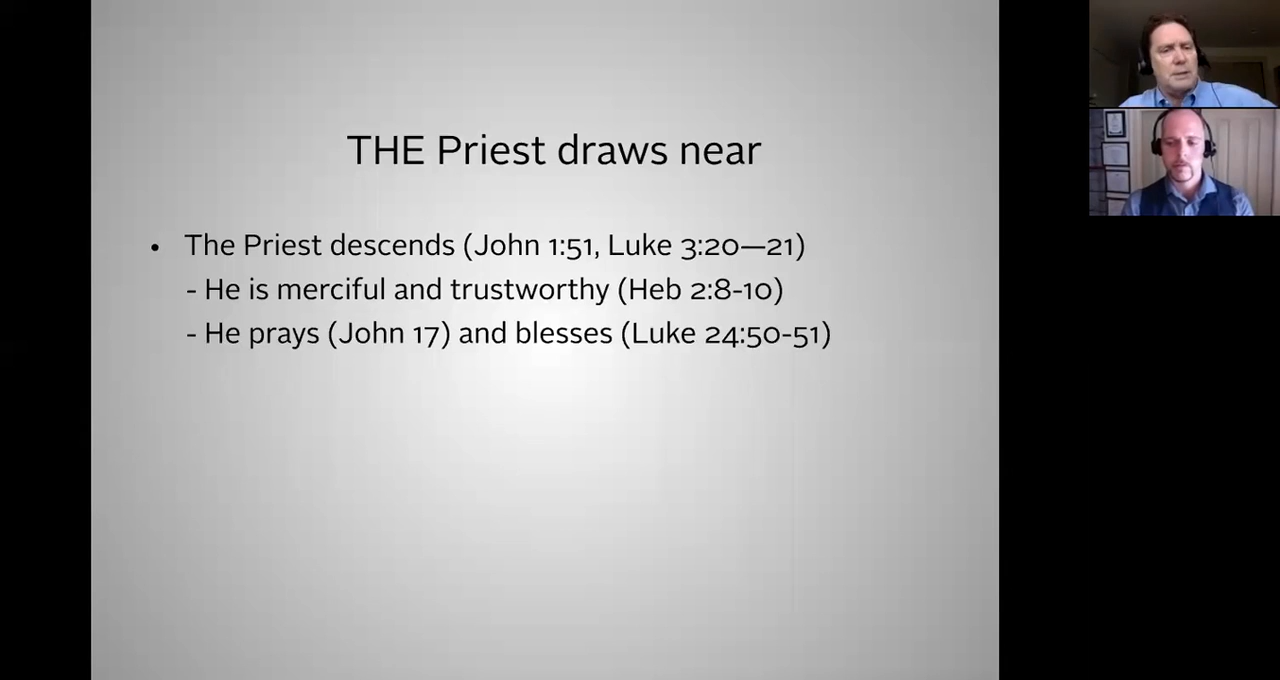 THE Priest draws near
• The Priest descends (John 1:51, Luke 3:20—21)
- He is merciful and trustworthy (Heb 2:8-10)
- He prays (John 17) and blesses (Luke 24:50-51)